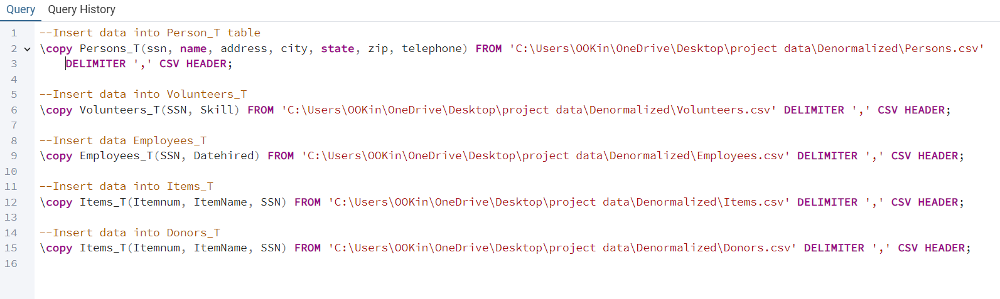 Query Query History
1 --Insert data into Person_T table
2 \copy Persons_T(ssn, name, address, city, state, zip, telephone) FROM 'C:\Users\OOKin\OneDrive\Desktop\project data\Denormalized\Persons.csv'
3 DELIMITER ',' CSV HEADER;
4
5 --Insert data into Volunteers_T
6 \copy Volunteers_T(SSN, Skill) FROM 'C:\Users\OOKin\OneDrive\Desktop\project data\Denormalized\Volunteers.csv' DELIMITER ',' CSV HEADER;
7
8 --Insert data Employees_T
9 \copy Employees_T(SSN, Datehired) FROM 'C:\Users\OOKin\OneDrive\Desktop\project data\Denormalized\Employees.csv' DELIMITER ',' CSV HEADER;
10
11 --Insert data into Items_T
12 \copy Items_T(Itemnum, ItemName, SSN) FROM 'C:\Users\OOKin\OneDrive\Desktop\project data\Denormalized\Items.csv' DELIMITER ',' CSV HEADER;
13
14 --Insert data into Donors_T
15 \copy Items_T(Itemnum, ItemName, SSN) FROM 'C:\Users\OOKin\OneDrive\Desktop\project data\Denormalized\Donors.csv' DELIMITER ',' CSV HEADER;
16